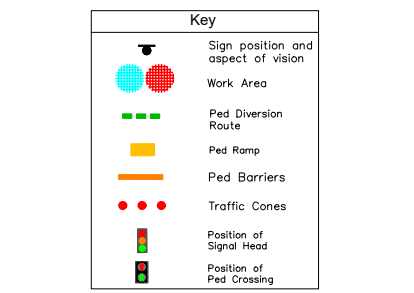 Key
Sign position and
aspect of vision
Work Area
Ped Diversion
Route
Ped Ramp
Ped Barriers
Traffic Cones
Position of
Signal Head
Position of
Ped Crossing